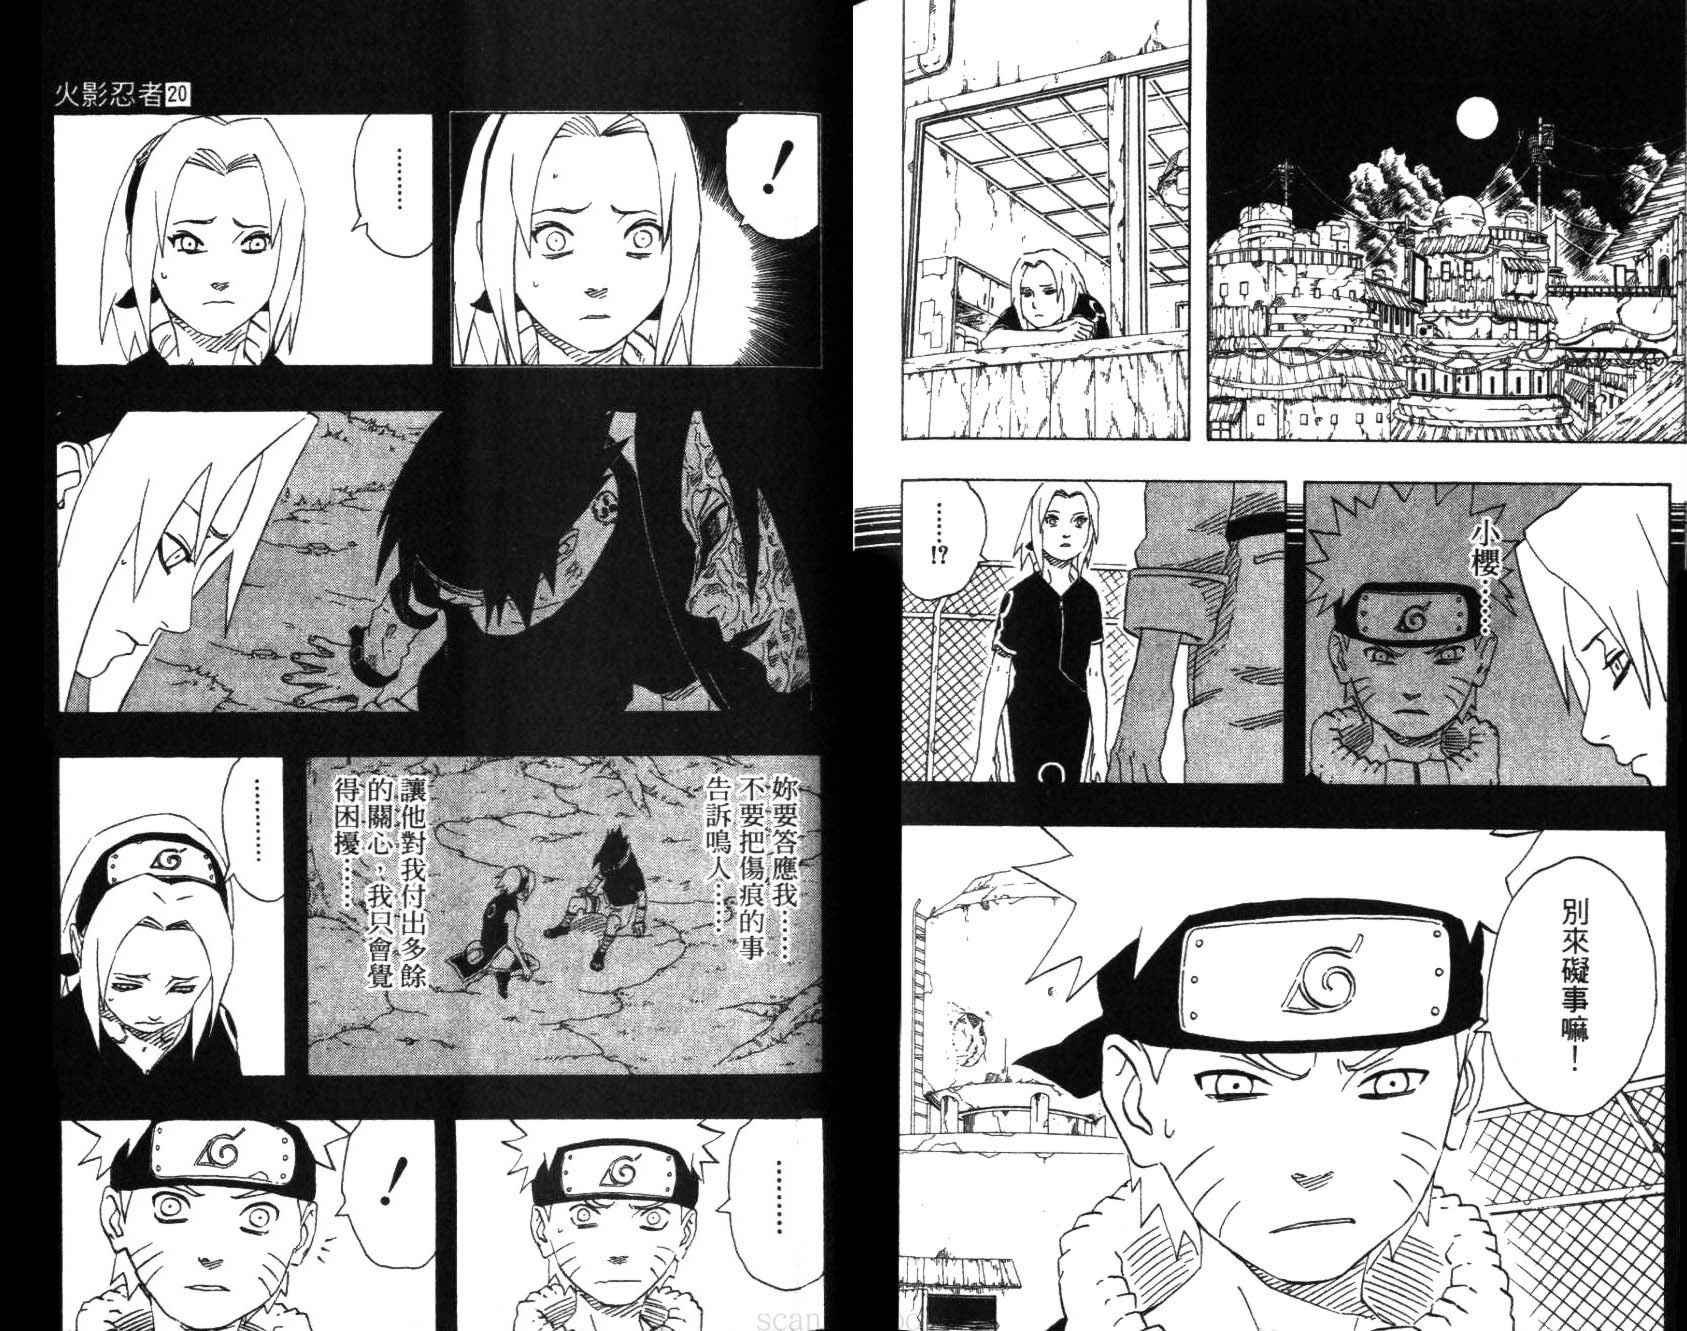 小櫻……
……!?
別來礙事嘛！
火影忍者20
！
………
妳要答應我……
不要把傷痕的事
告訴鳴人……
讓他對我付出多餘
的關心，我只會覺
得困擾……
………
………
！
scan